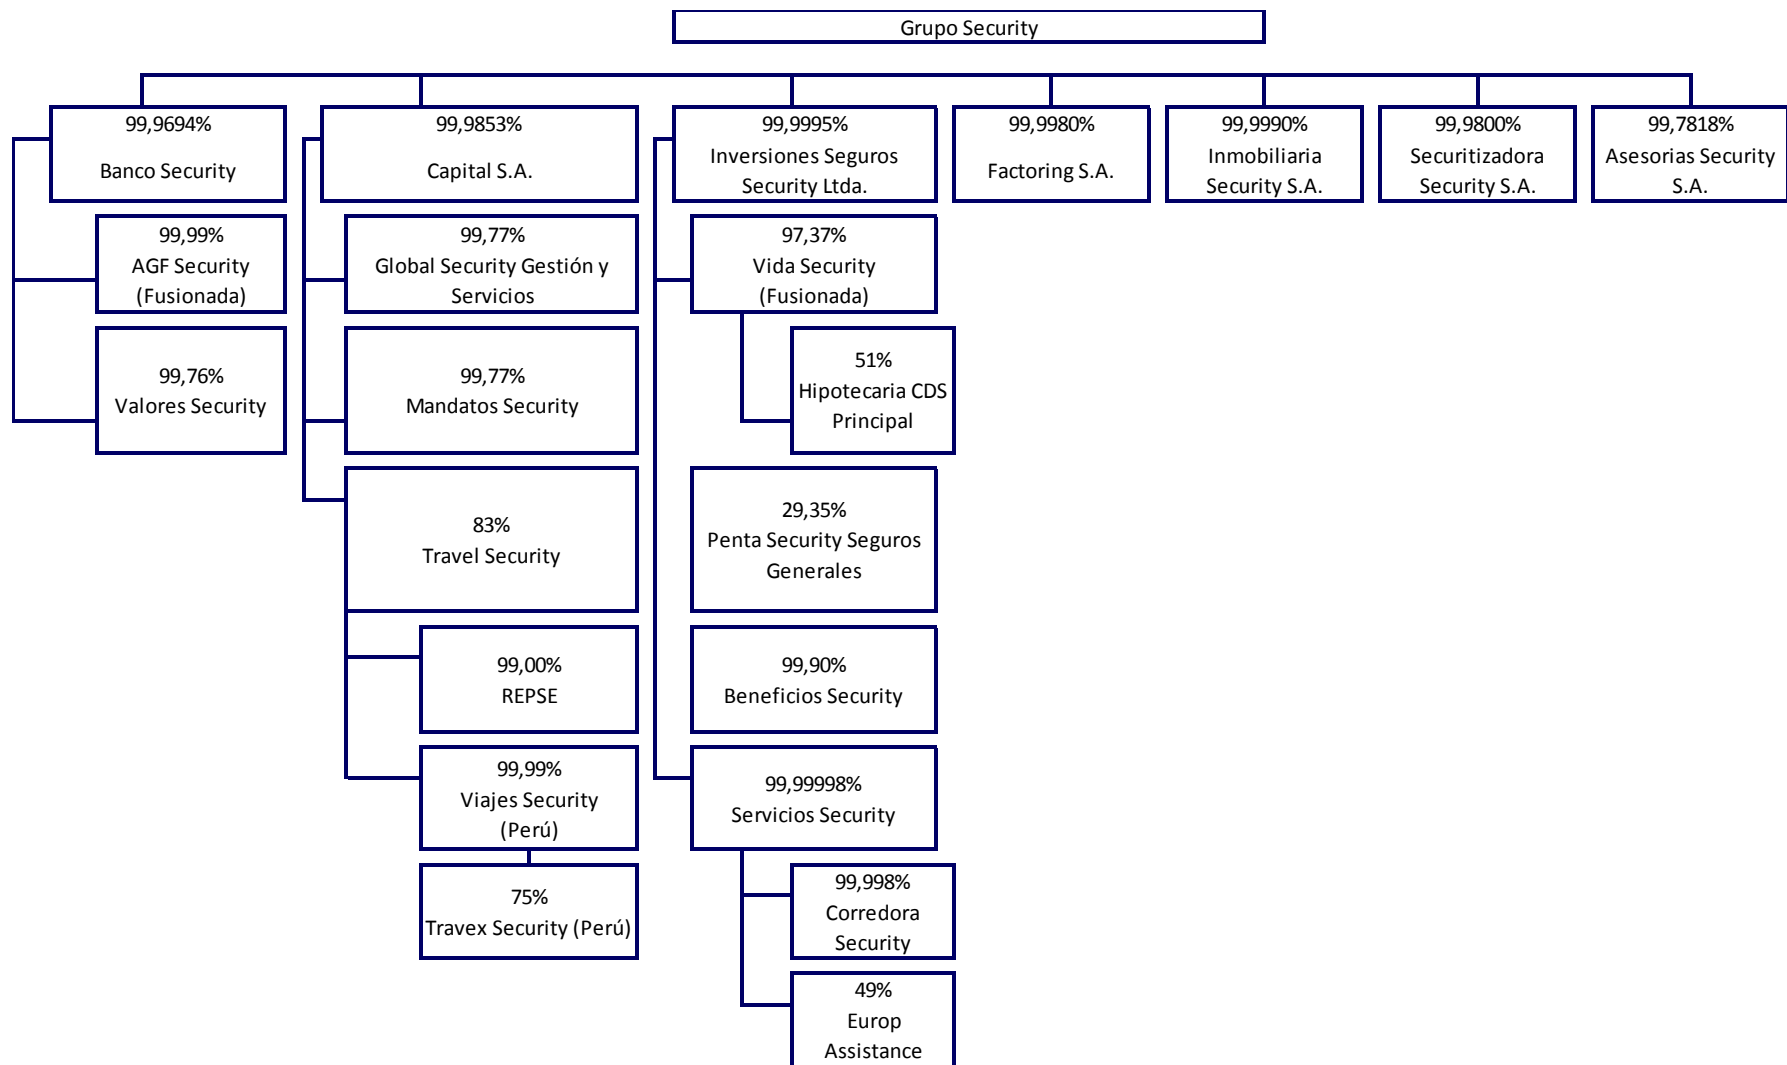 Grupo Security
99,9694%
Banco Security
99,9853%
Capital S.A.
99,9995%
Inversiones Seguros
Security Ltda.
99,9980%
Factoring S.A.
99,9990%
Inmobiliaria
Security S.A.
99,9800%
Securitizadora
Security S.A.
99,7818%
Asesorias Security
S.A.
99,99%
AGF Security
(Fusionada)
99,77%
Global Security Gestión y
Servicios
97,37%
Vida Security
(Fusionada)
99,76%
Valores Security
99,77%
Mandatos Security
51%
Hipotecaria CDS
Principal
83%
Travel Security
29,35%
Penta Security Seguros
Generales
99,00%
REPSE
99,90%
Beneficios Security
99,99%
Viajes Security
(Perú)
99,99998%
Servicios Security
75%
Travex Security (Perú)
99,998%
Corredora
Security
49%
Europ
Assistance